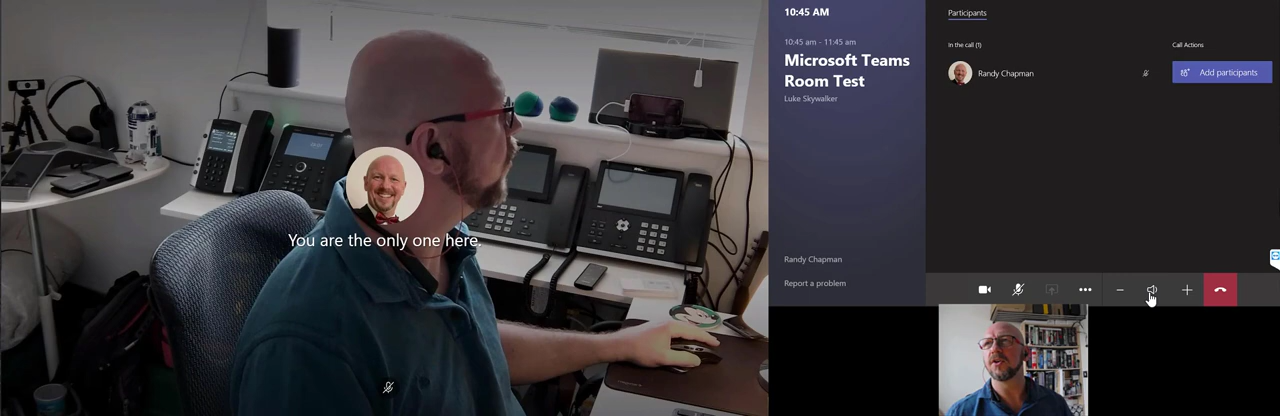 You are the only one here.
10:45 AM
10:45 am - 11:45 am
Microsoft Teams
Room Test
Luke Skywalker
Randy Chapman
Report a problem
Participants
In the call (1)
Call Actions
Randy Chapman
Add participants